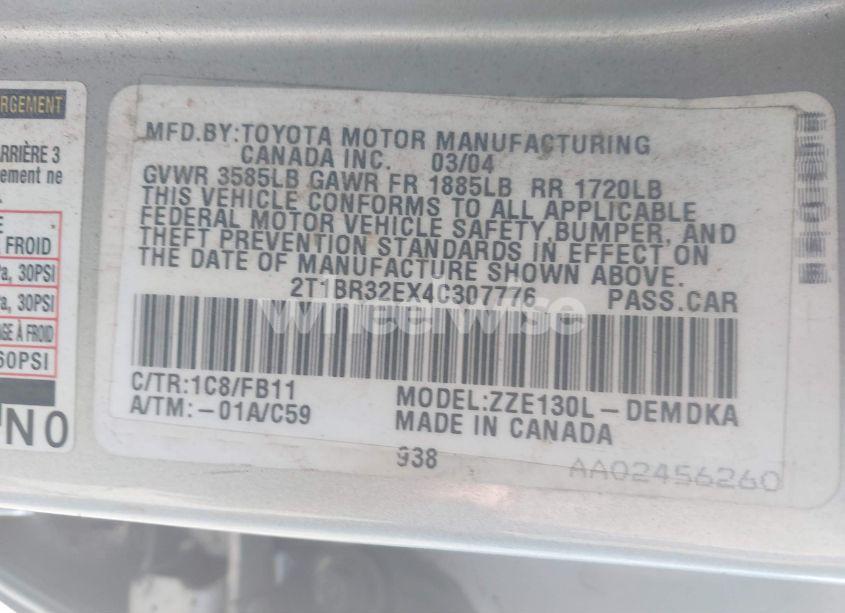 RGEMENT
ARRIÈRE 3
ement ne
E
FROID
a, 30PSI
a, 30PSI
AGE À FROID
60PSI
NO
MFD.BY:TOYOTA MOTOR MANUFACTURING
CANADA INC. 03/04
GVWR 3585LB GAWR FR 1885LB RR 1720LB
THIS VEHICLE CONFORMS TO ALL APPLICABLE
FEDERAL MOTOR VEHICLE SAFETY,BUMPER, AND
THEFT PREVENTION STANDARDS IN EFFECT ON
THE DATE OF MANUFACTURE SHOWN ABOVE.
2T1BR32EX4C307776 PASS.CAR
wheelwise
C/TR:1C8/FB11 MODEL:ZZE130L-DEMDKA
A/TM:-01A/C59 MADE IN CANADA
938
AA02456260